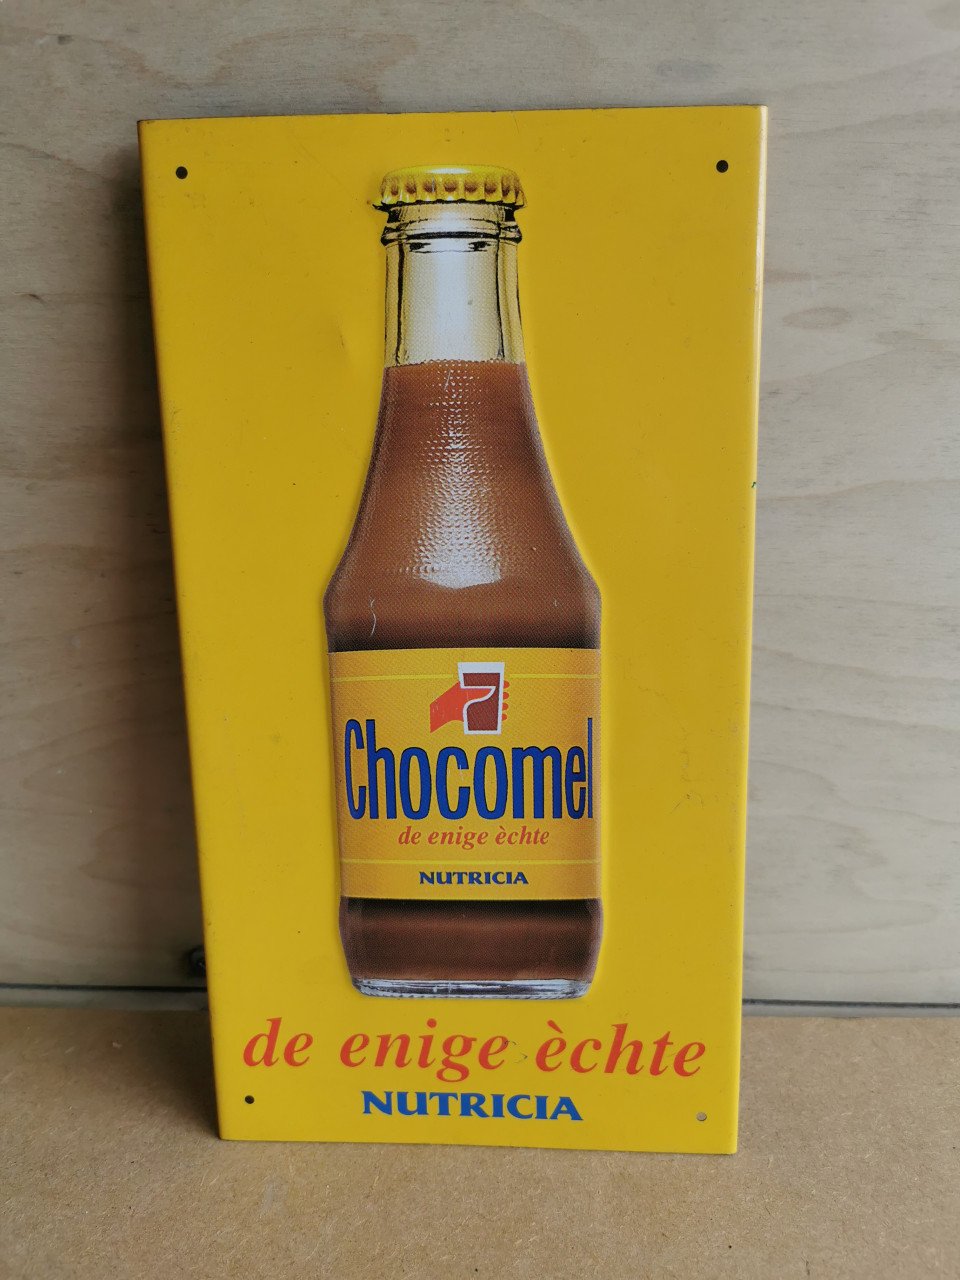 Chocomel
de enige èchte
NUTRICIA
de enige èchte
NUTRICIA